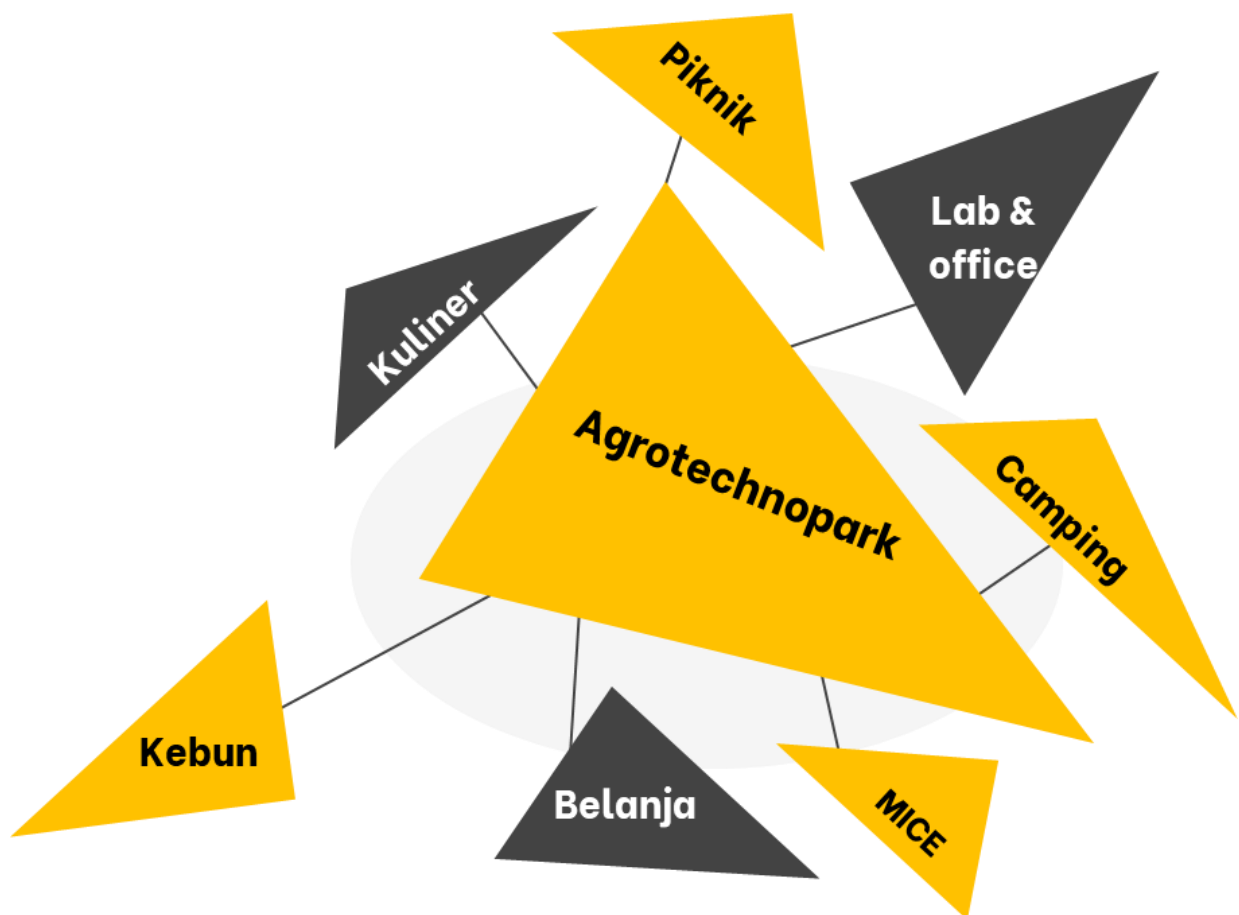 Piknik
Lab &
office
Kuliner
Agrotechnopark
Camping
Kebun
Belanja
MICE